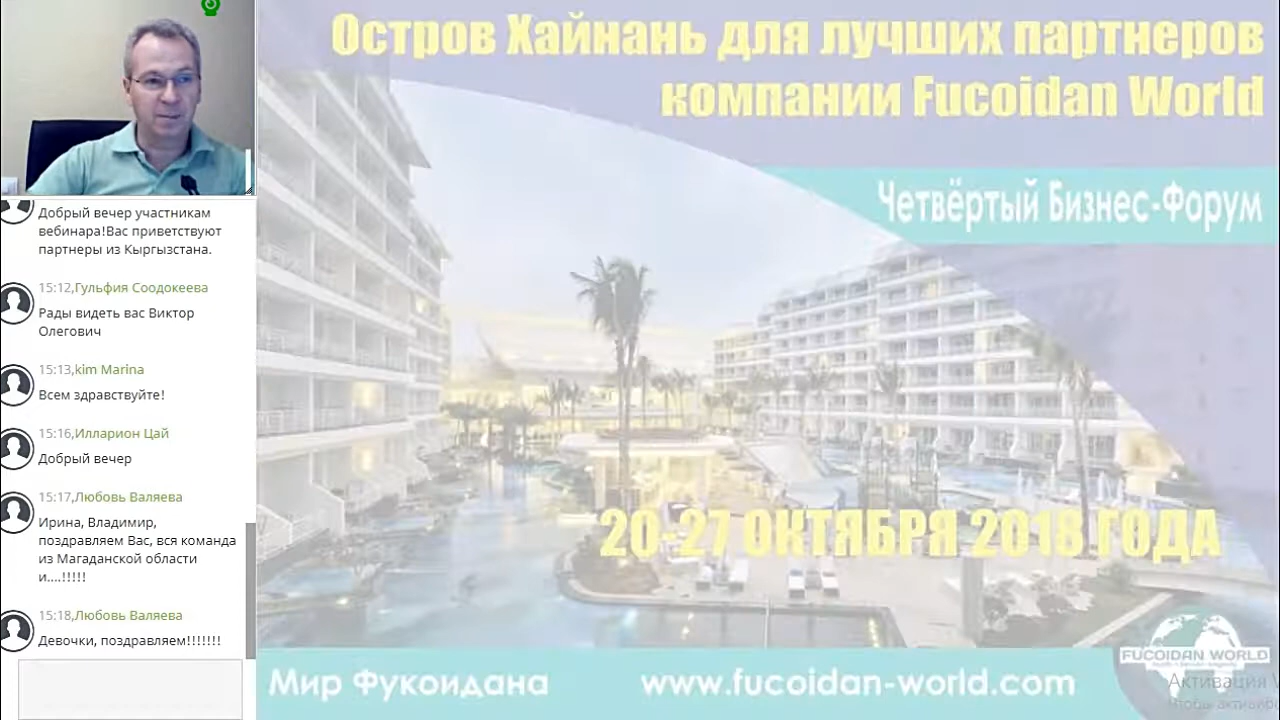 Остров Хайнань для лучших партнеров
компании Fucoidan World
Четвёртый Бизнес-Форум
20-27 ОКТЯБРЯ 2018 ГОДА
Мир Фукоидана
www.fucoidan-world.com
FUCOIDAN WORLD
Активация
Добрый вечер участникам
вебинара!Вас приветствуют
партнеры из Кыргызстана.
15:12,Гульфия Соодокеева
Рады видеть вас Виктор
Олегович
15:13,kim Marina
Всем здравствуйте!
15:16,Илларион Цай
Добрый вечер
15:17,Любовь Валяева
Ирина, Владимир,
поздравляем Вас, вся команда
из Магаданской области
и....!!!!!
15:18,Любовь Валяева
Девочки, поздравляем!!!!!!!